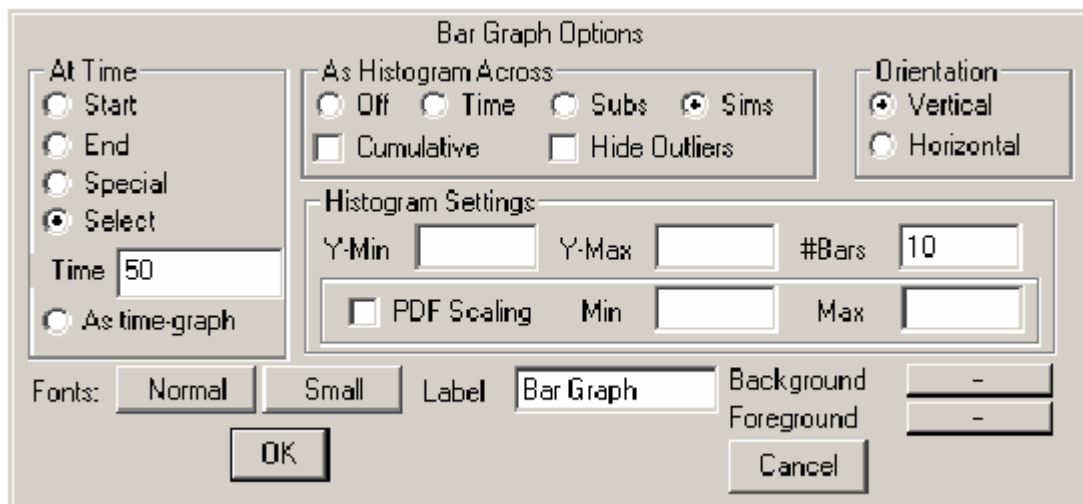 Bar Graph Options
At Time
Start
End
Special
Select
Time 50
As time-graph
As Histogram Across
Off Time Subs Sims
Cumulative Hide Outliers
Orientation
Vertical
Horizontal
Histogram Settings
Y-Min Y-Max #Bars 10
PDF Scaling Min Max
Fonts: Normal Small Label Bar Graph
Background -
Foreground -
OK Cancel